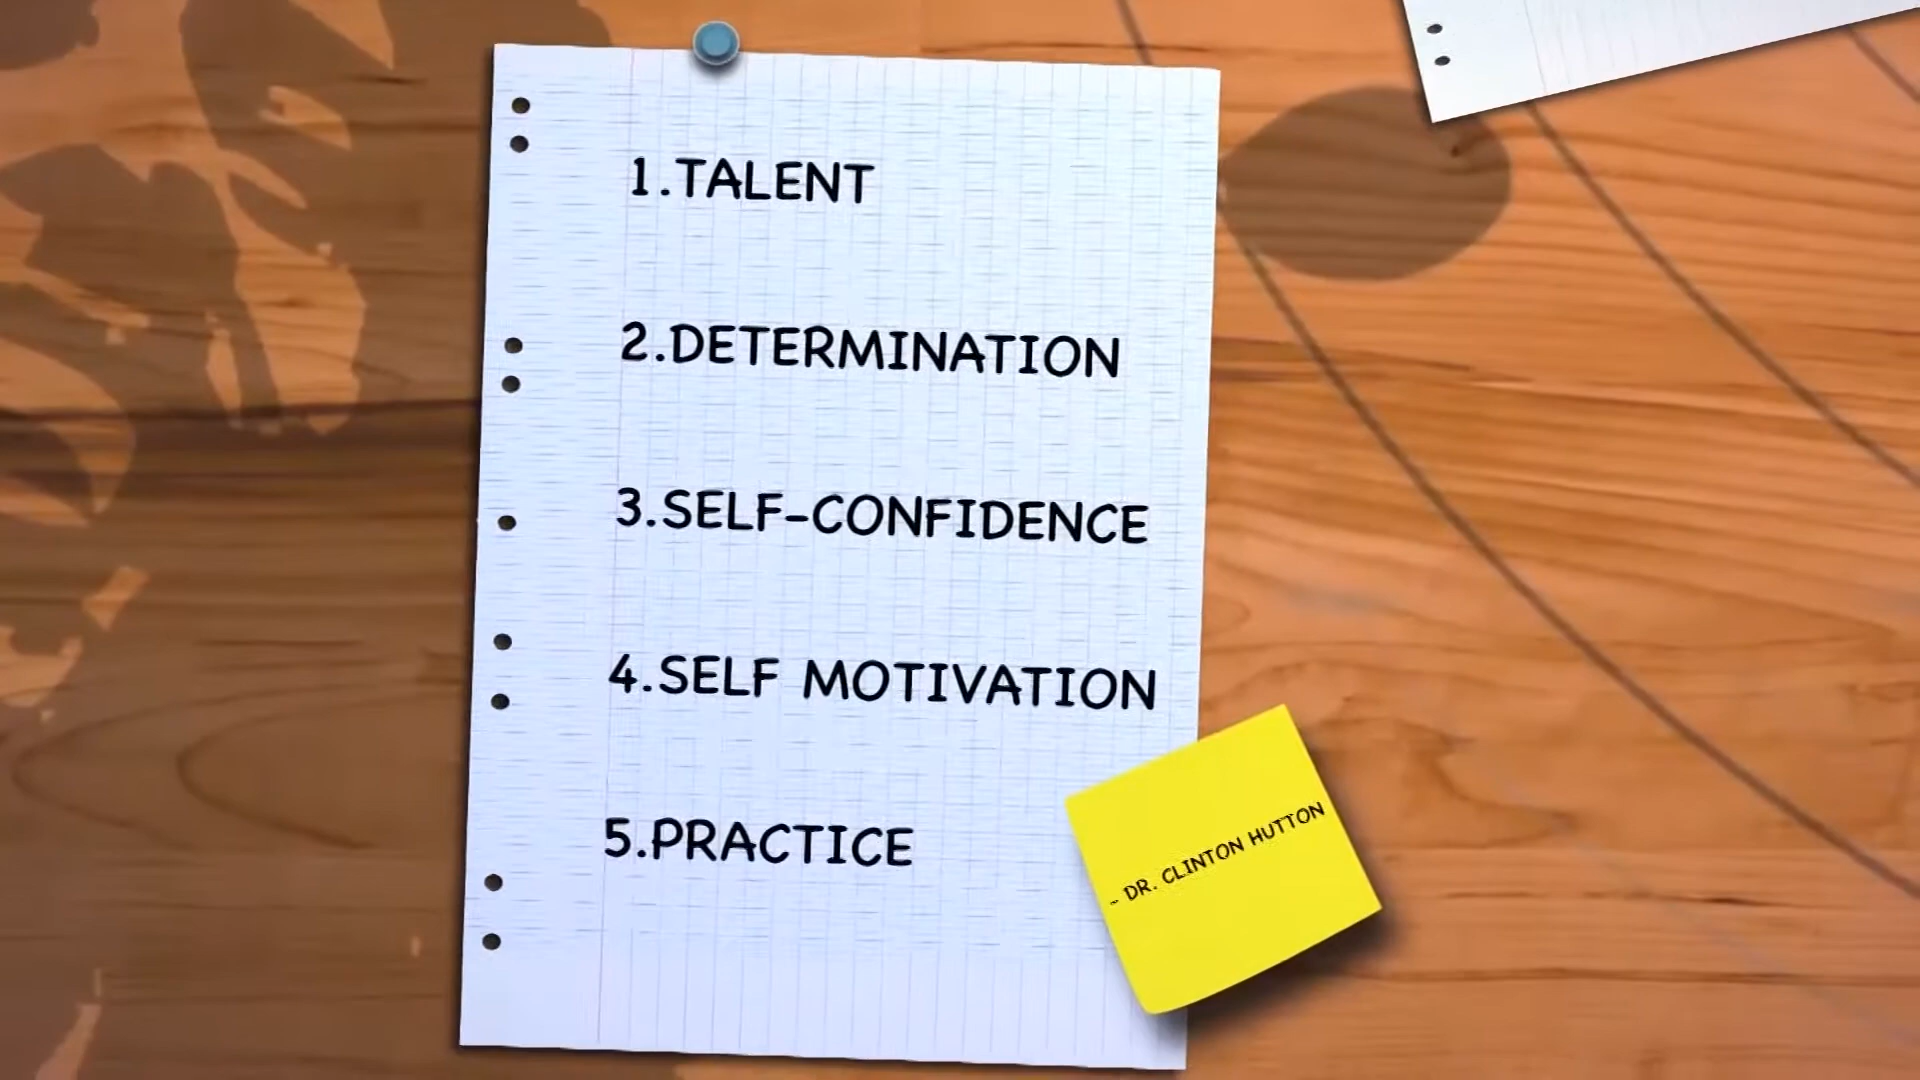 1.TALENT
2.DETERMINATION
3.SELF-CONFIDENCE
4.SELF MOTIVATION
5.PRACTICE
- DR. CLINTON HUTTON